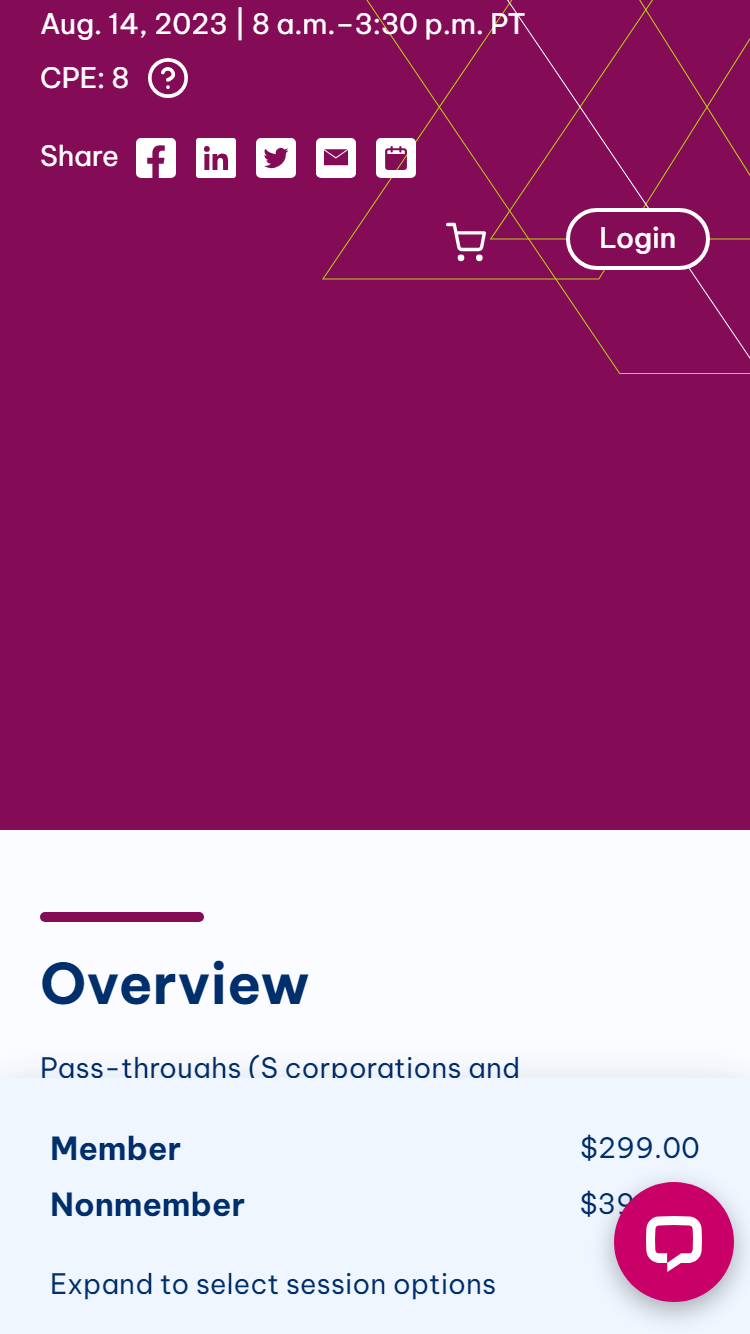 Aug. 14, 2023 | 8 a.m.–3:30 p.m. PT
CPE: 8
Share
Login
Overview
Pass-throughs (S corporations and
Member $299.00
Nonmember $39
Expand to select session options